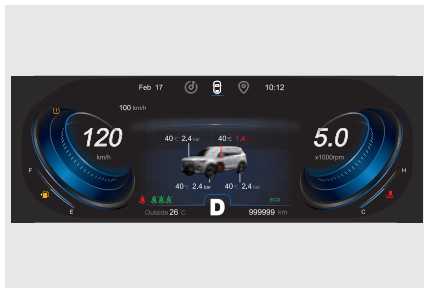 Feb 17
10:12
100 km/h
120
km/h
40 °C 2.4 bar
40 °C 1.4 bar
5.0
x1000rpm
F
H
40 °C 2.4 bar
40 °C 2.4 bar
eco
E
C
Outside 26 °C
D
999999 km